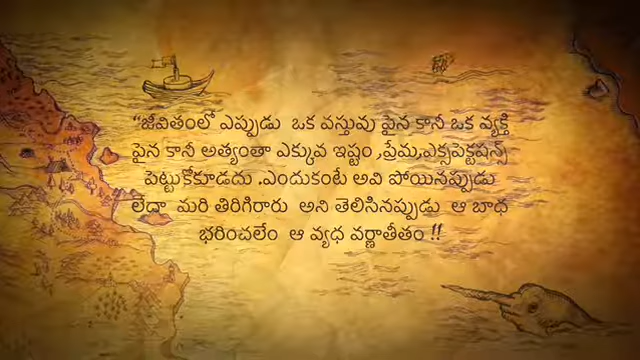 “జీవితంలో ఎప్పుడు ఒక వస్తువు పైన కానీ ఒక వ్యక్తి
పైన కానీ అత్యంతా ఎక్కువ ఇష్టం ,ప్రేమ,ఎక్సపెక్టషన్స్
పెట్టుకోకూడదు .ఎందుకంటే అవి పోయినప్పుడు
లేదా మరి తిరిగిరారు అని తెలిసినప్పుడు ఆ బాధ
భరించలేం ఆ వ్యధ వర్ణాతీతం !!